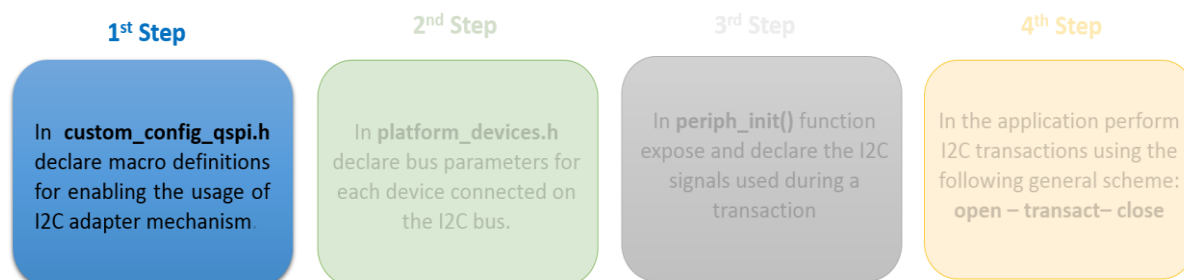 1st Step
In custom_config_qspi.h
declare macro definitions
for enabling the usage of
I2C adapter mechanism.
2nd Step
In platform_devices.h
declare bus parameters for
each device connected on
the I2C bus.
3rd Step
In periph_init() function
expose and declare the I2C
signals used during a
transaction
4th Step
In the application perform
I2C transactions using the
following general scheme:
open – transact– close